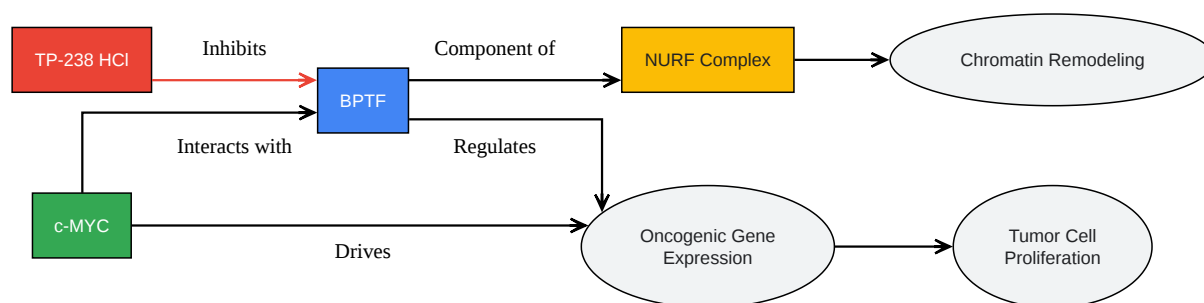 TP-238 HCl
Inhibits
Component of
NURF Complex
Chromatin Remodeling
BPTF
Interacts with
Regulates
c-MYC
Drives
Oncogenic Gene
Expression
Tumor Cell
Proliferation